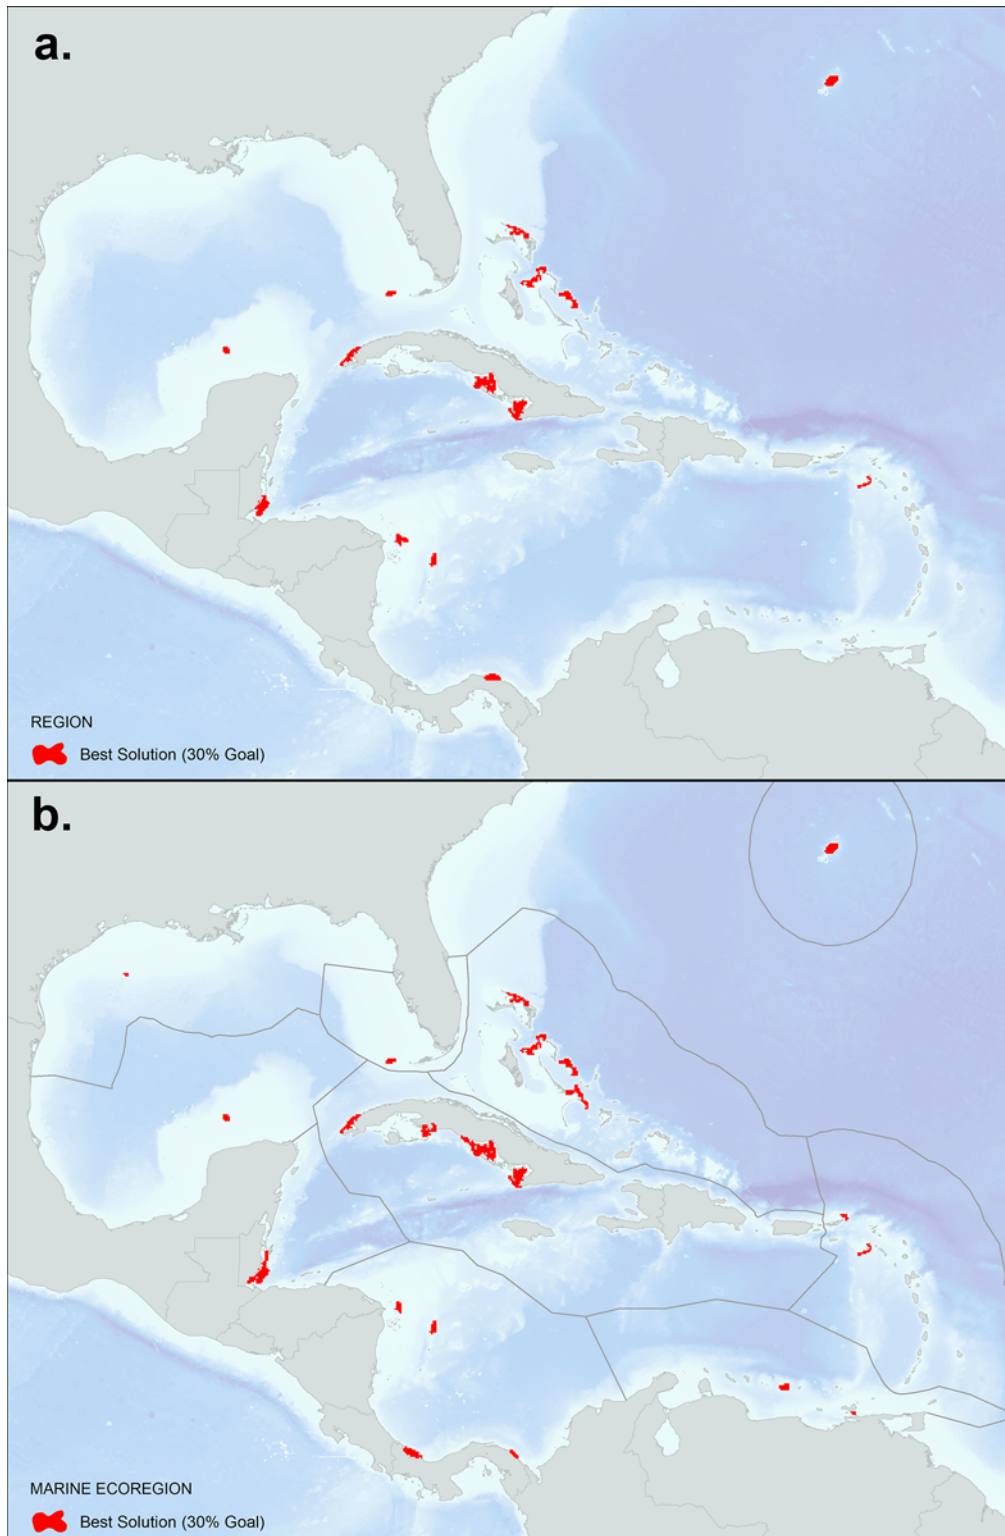 a.
REGION
Best Solution (30% Goal)
b.
MARINE ECOREGION
Best Solution (30% Goal)